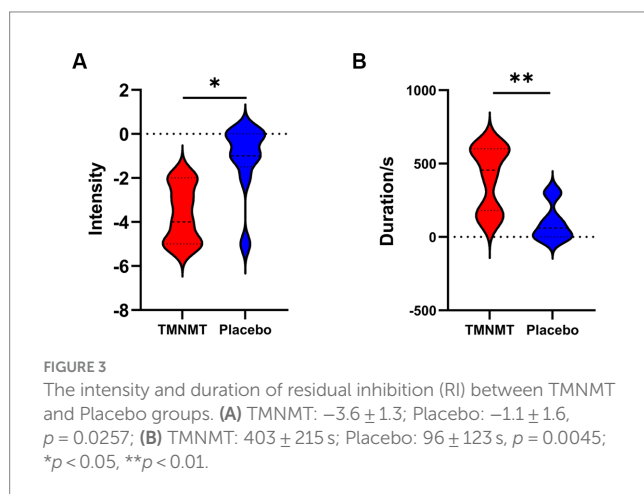 A
B
*
**
2
0
-2
-4
-6
-8
Intensity
TMNMT
Placebo
1000
500
0
-500
Duration/s
TMNMT
Placebo
FIGURE 3
The intensity and duration of residual inhibition (RI) between TMNMT
and Placebo groups. (A) TMNMT: −3.6 ± 1.3; Placebo: −1.1 ± 1.6,
p = 0.0257; (B) TMNMT: 403 ± 215 s; Placebo: 96 ± 123 s, p = 0.0045;
*p < 0.05, **p < 0.01.